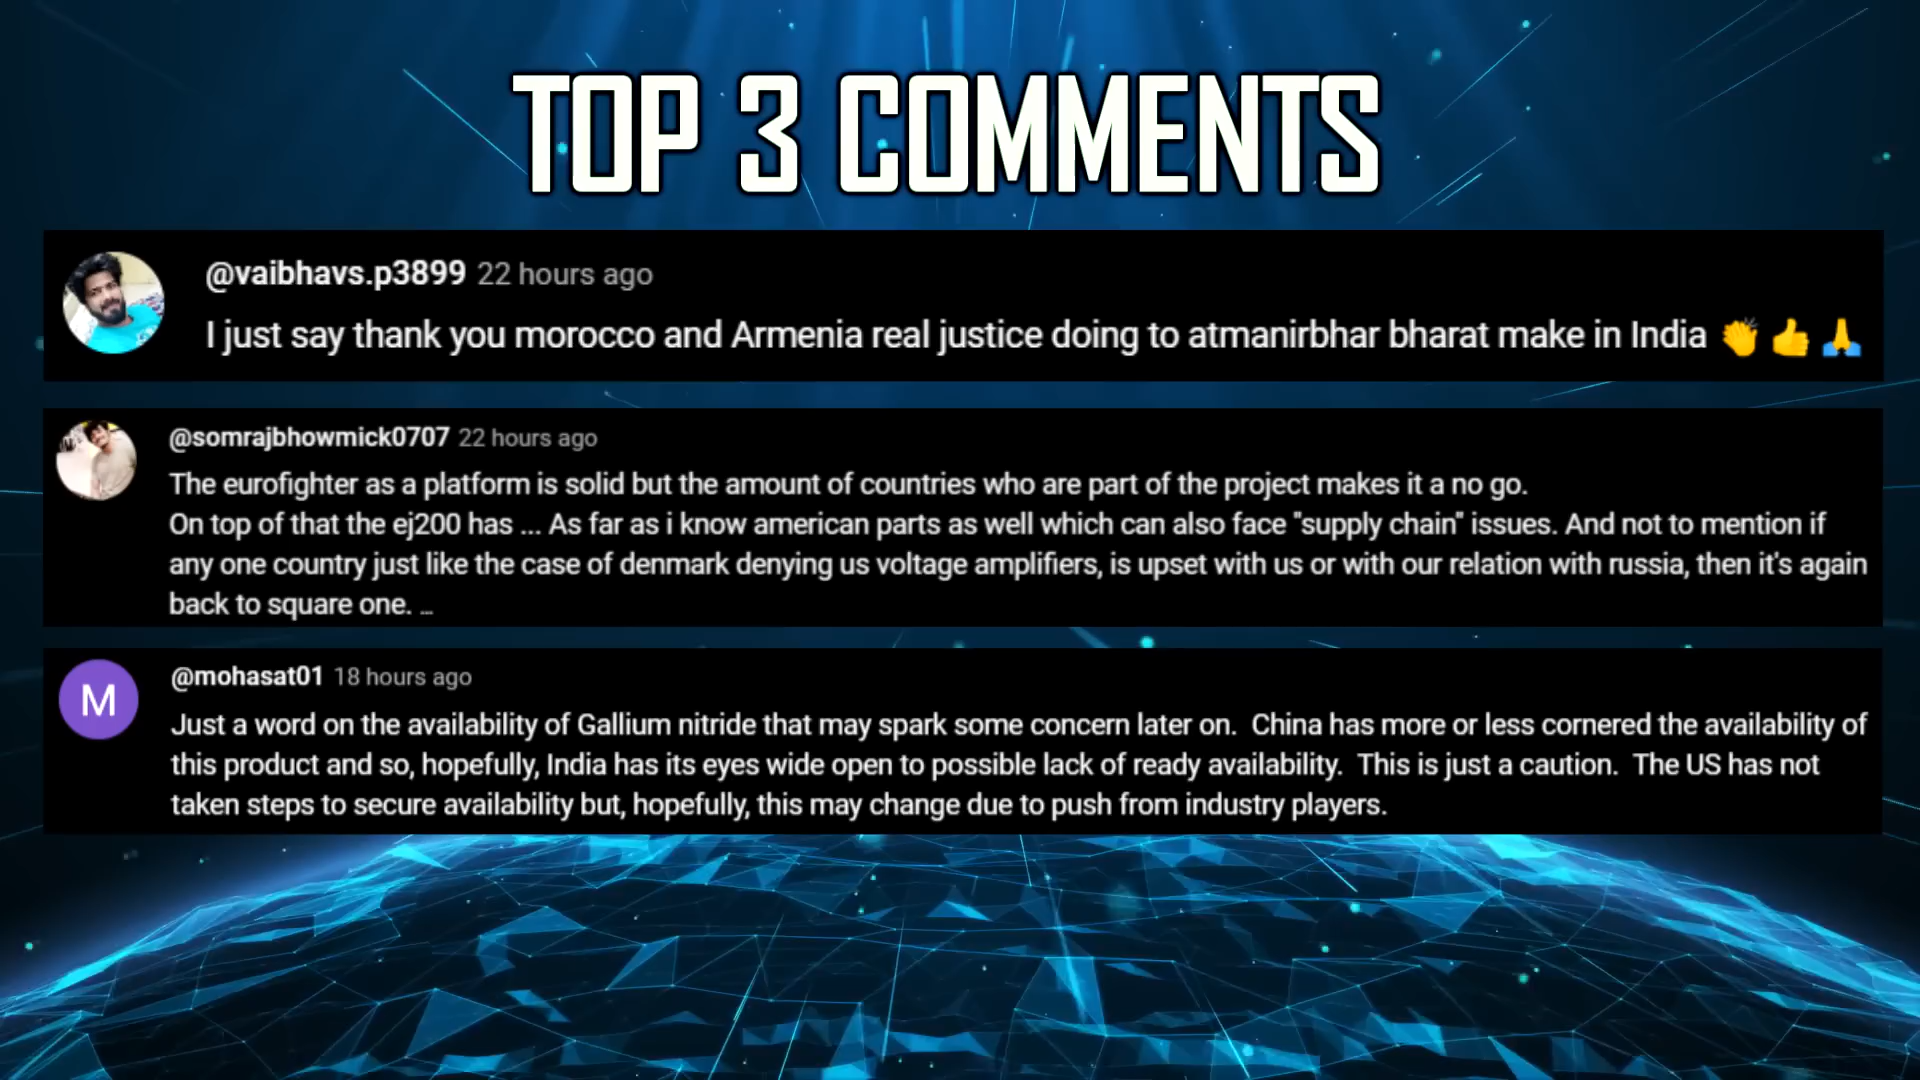 TOP 3 COMMENTS
@vaibhavs.p3899 22 hours ago
I just say thank you morocco and Armenia real justice doing to atmanirbhar bharat make in India 👏👍🙏
@somrajbhowmick0707 22 hours ago
The eurofighter as a platform is solid but the amount of countries who are part of the project makes it a no go.
On top of that the ej200 has ... As far as i know american parts as well which can also face "supply chain" issues. And not to mention if
any one country just like the case of denmark denying us voltage amplifiers, is upset with us or with our relation with russia, then it's again
back to square one. ...
M
@mohasat01 18 hours ago
Just a word on the availability of Gallium nitride that may spark some concern later on.  China has more or less cornered the availability of
this product and so, hopefully, India has its eyes wide open to possible lack of ready availability.  This is just a caution.  The US has not
taken steps to secure availability but, hopefully, this may change due to push from industry players.